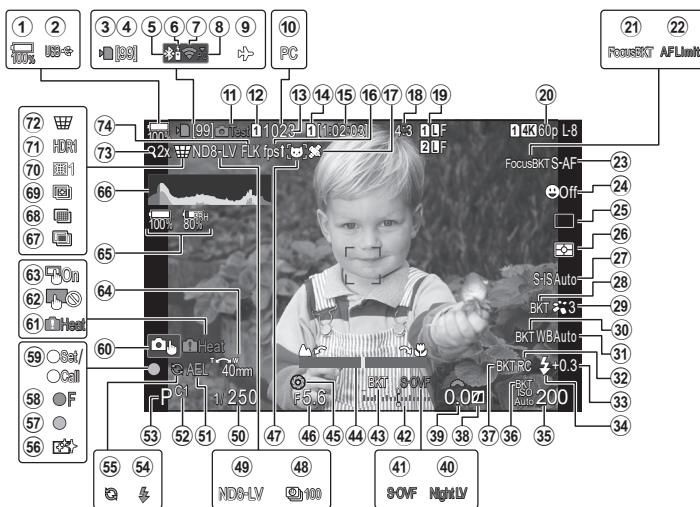 1 2 3 4 5 6 7 8 9 10 21 22
100% USB [99] PC FocusBKT AFLimit
11 12 13 14 15 16 17 18 19 20
74 100% [99] Test 1 1023 1 [1:02:03] 4:3 1 L F 1 4K 60p L-8
2 L F
72
73 2x ND8-LV FLK fps FocusBKT S-AF 23
71 HDR1
70 1
69 66 Off 24
68 25
67 65 100% 80% 26
63 On 64 S-IS Auto 27
62 BKT 3 28
61 Heat 29
BKT WB Auto 30
60 Heat 31
59 Set/ T W
Call AEL 40mm BKT S-OVF BKT RC +0.3 32
58 F BKT 33
57 P C1 1/ 250 F5.6 0.0 ISO Auto 200
56 34
53 52 51 50 47 46 45 44 43 42 39 38 37 36 35
55 54 49 48 41 40
ND8-LV 100 S-OVF Night LV